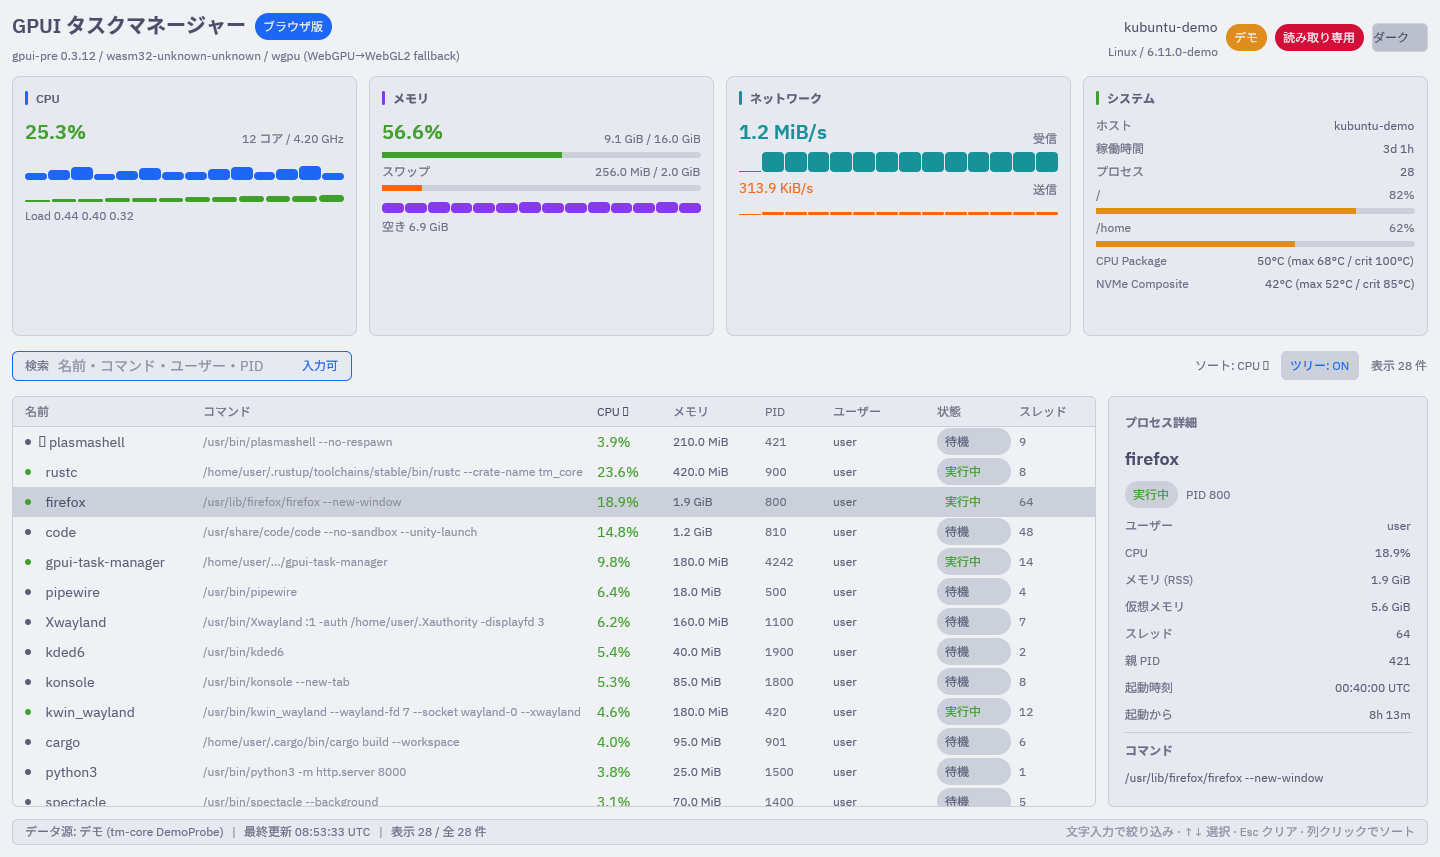 GPUI タスクマネージャー ブラウザ版
gpui-pre 0.3.12 / wasm32-unknown-unknown / wgpu (WebGPU→WebGL2 fallback)
kubuntu-demo
Linux / 6.11.0-demo
デモ 読み取り専用 ダーク
CPU
25.3% 12 コア / 4.20 GHz
Load 0.44 0.40 0.32
メモリ
56.6% 9.1 GiB / 16.0 GiB
スワップ 256.0 MiB / 2.0 GiB
空き 6.9 GiB
ネットワーク
1.2 MiB/s 受信
313.9 KiB/s 送信
システム
ホスト kubuntu-demo
稼働時間 3d 1h
プロセス 28
/ 82%
/home 62%
CPU Package 50°C (max 68°C / crit 100°C)
NVMe Composite 42°C (max 52°C / crit 85°C)
検索 名前・コマンド・ユーザー・PID 入力可
ソート: CPU ツリー: ON 表示 28 件
名前 コマンド CPU メモリ PID ユーザー 状態 スレッド
plasmashell /usr/bin/plasmashell --no-respawn 3.9% 210.0 MiB 421 user 待機 9
rustc /home/user/.rustup/toolchains/stable/bin/rustc --crate-name tm_core 23.6% 420.0 MiB 900 user 実行中 8
firefox /usr/lib/firefox/firefox --new-window 18.9% 1.9 GiB 800 user 実行中 64
code /usr/share/code/code --no-sandbox --unity-launch 14.8% 1.2 GiB 810 user 待機 48
gpui-task-manager /home/user/.../gpui-task-manager 9.8% 180.0 MiB 4242 user 実行中 14
pipewire /usr/bin/pipewire 6.4% 18.0 MiB 500 user 待機 4
Xwayland /usr/bin/Xwayland :1 -auth /home/user/.Xauthority -displayfd 3 6.2% 160.0 MiB 1100 user 待機 7
kded6 /usr/bin/kded6 5.4% 40.0 MiB 1900 user 待機 2
konsole /usr/bin/konsole --new-tab 5.3% 85.0 MiB 1800 user 待機 8
kwin_wayland /usr/bin/kwin_wayland --wayland-fd 7 --socket wayland-0 --xwayland 4.6% 180.0 MiB 420 user 実行中 12
cargo /home/user/.cargo/bin/cargo build --workspace 4.0% 95.0 MiB 901 user 待機 6
python3 /usr/bin/python3 -m http.server 8000 3.8% 25.0 MiB 1500 user 待機 1
spectacle /usr/bin/spectacle --background 3.1% 70.0 MiB 1400 user 待機 5
プロセス詳細
firefox
実行中 PID 800
ユーザー user
CPU 18.9%
メモリ (RSS) 1.9 GiB
仮想メモリ 5.6 GiB
スレッド 64
親 PID 421
起動時刻 00:40:00 UTC
起動から 8h 13m
コマンド
/usr/lib/firefox/firefox --new-window
データ源: デモ (tm-core DemoProbe) | 最終更新 08:53:33 UTC | 表示 28 / 全 28 件
文字入力で絞り込み · ↑↓ 選択 · Esc クリア · 列クリックでソート